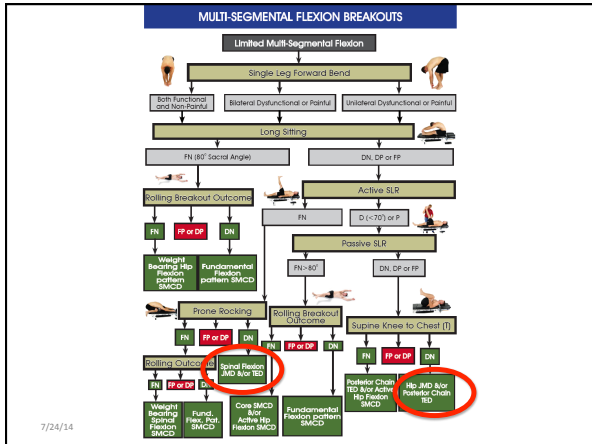 MULTI-SEGMENTAL FLEXION BREAKOUTS
Limited Multi-Segmental Flexion
Single Leg Forward Bend
Both Functional
and Non-Painful
Bilateral Dysfunctional or Painful
Unilateral Dysfunctional or Painful
Long Sitting
FN (80° Sacral Angle)
DN, DP or FP
Rolling Breakout Outcome
FN
FP or DP
DN
Weight
Bearing Hip
Flexion
pattern
SMCD
Fundamental
Flexion
pattern SMCD
Active SLR
FN
D (<70°) or P
Passive SLR
FN>80°
DN, DP or FP
Prone Rocking
FN
FP or DP
DN
Rolling Outcome
FN
FP or DP
DN
Weight
Bearing
Spinal
Flexion
SMCD
Fund.
Flex. Pat.
SMCD
Spinal Flexion
JMD &/or TED
Rolling Breakout
Outcome
FN
FP or DP
DN
Core SMCD
&/or
Active Hip
Flexion SMCD
Fundamental
Flexion pattern
SMCD
Supine Knee to Chest (T)
FN
FP or DP
DN
Posterior Chain
TED &/or Active
Hip Flexion
SMCD
Hip JMD &/or
Posterior Chain
TED
7/24/14